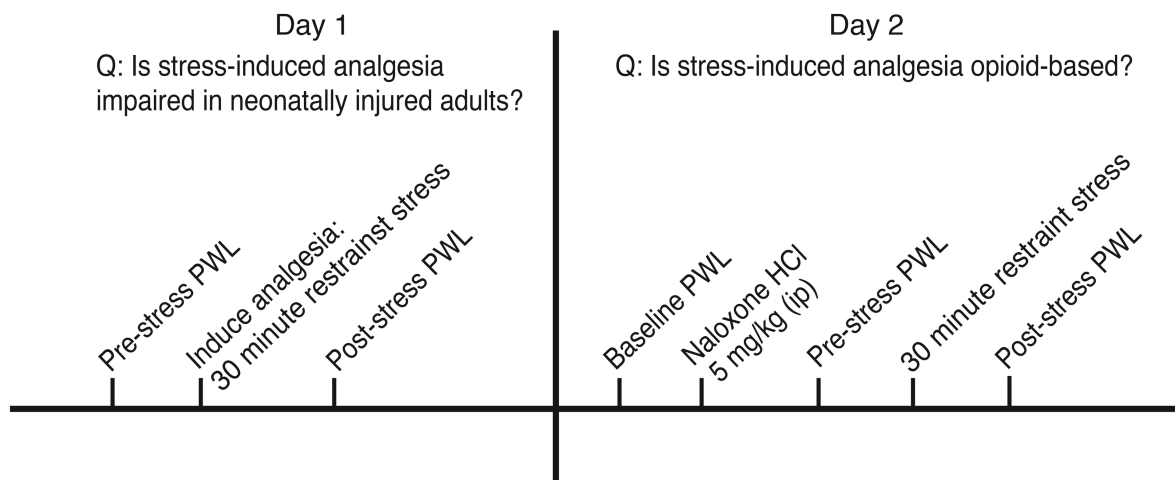 Day 1
Q: Is stress-induced analgesia
impaired in neonatally injured adults?
Pre-stress PWL
Induce analgesia:
30 minute restrainst stress
Post-stress PWL
Day 2
Q: Is stress-induced analgesia opioid-based?
Baseline PWL
Naloxone HCl
5 mg/kg (ip)
Pre-stress PWL
30 minute restraint stress
Post-stress PWL